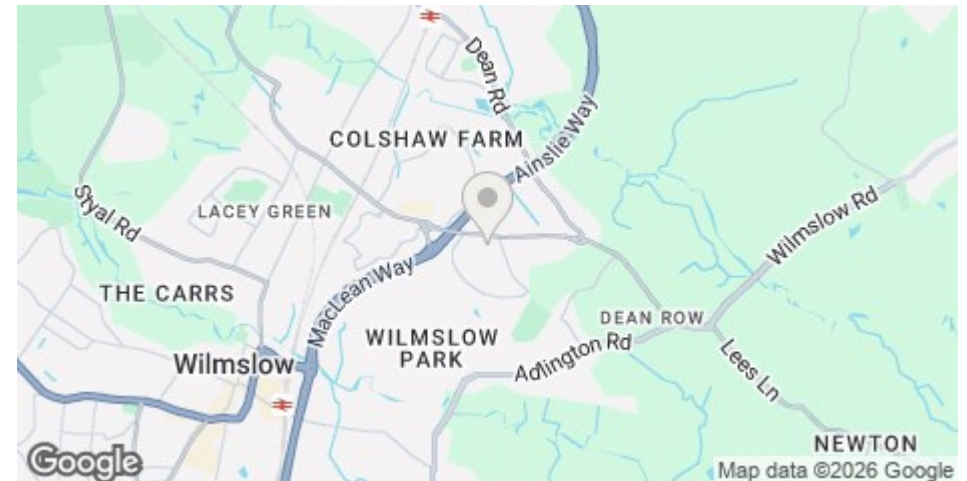 Dean Rd
COLSHAW FARM
Ainslie Way
Styal Rd
LACEY GREEN
Wilmslow Rd
MacLean Way
THE CARRS
DEAN ROW
WILMSLOW
PARK
Wilmslow
Adlington Rd
Lees Ln
NEWTON
Google
Map data ©2026 Google